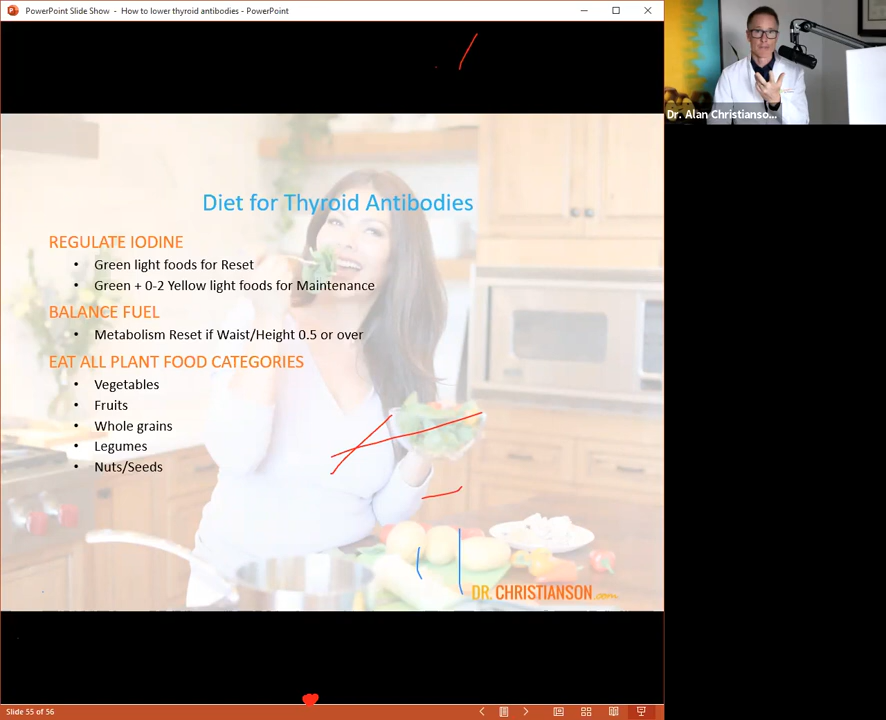 PowerPoint Slide Show - How to lower thyroid antibodies - PowerPoint
Dr. Alan Christianso...
Diet for Thyroid Antibodies
REGULATE IODINE
• Green light foods for Reset
• Green + 0-2 Yellow light foods for Maintenance
BALANCE FUEL
• Metabolism Reset if Waist/Height 0.5 or over
EAT ALL PLANT FOOD CATEGORIES
• Vegetables
• Fruits
• Whole grains
• Legumes
• Nuts/Seeds
DR. CHRISTIANSON.com
Slide 55 of 56